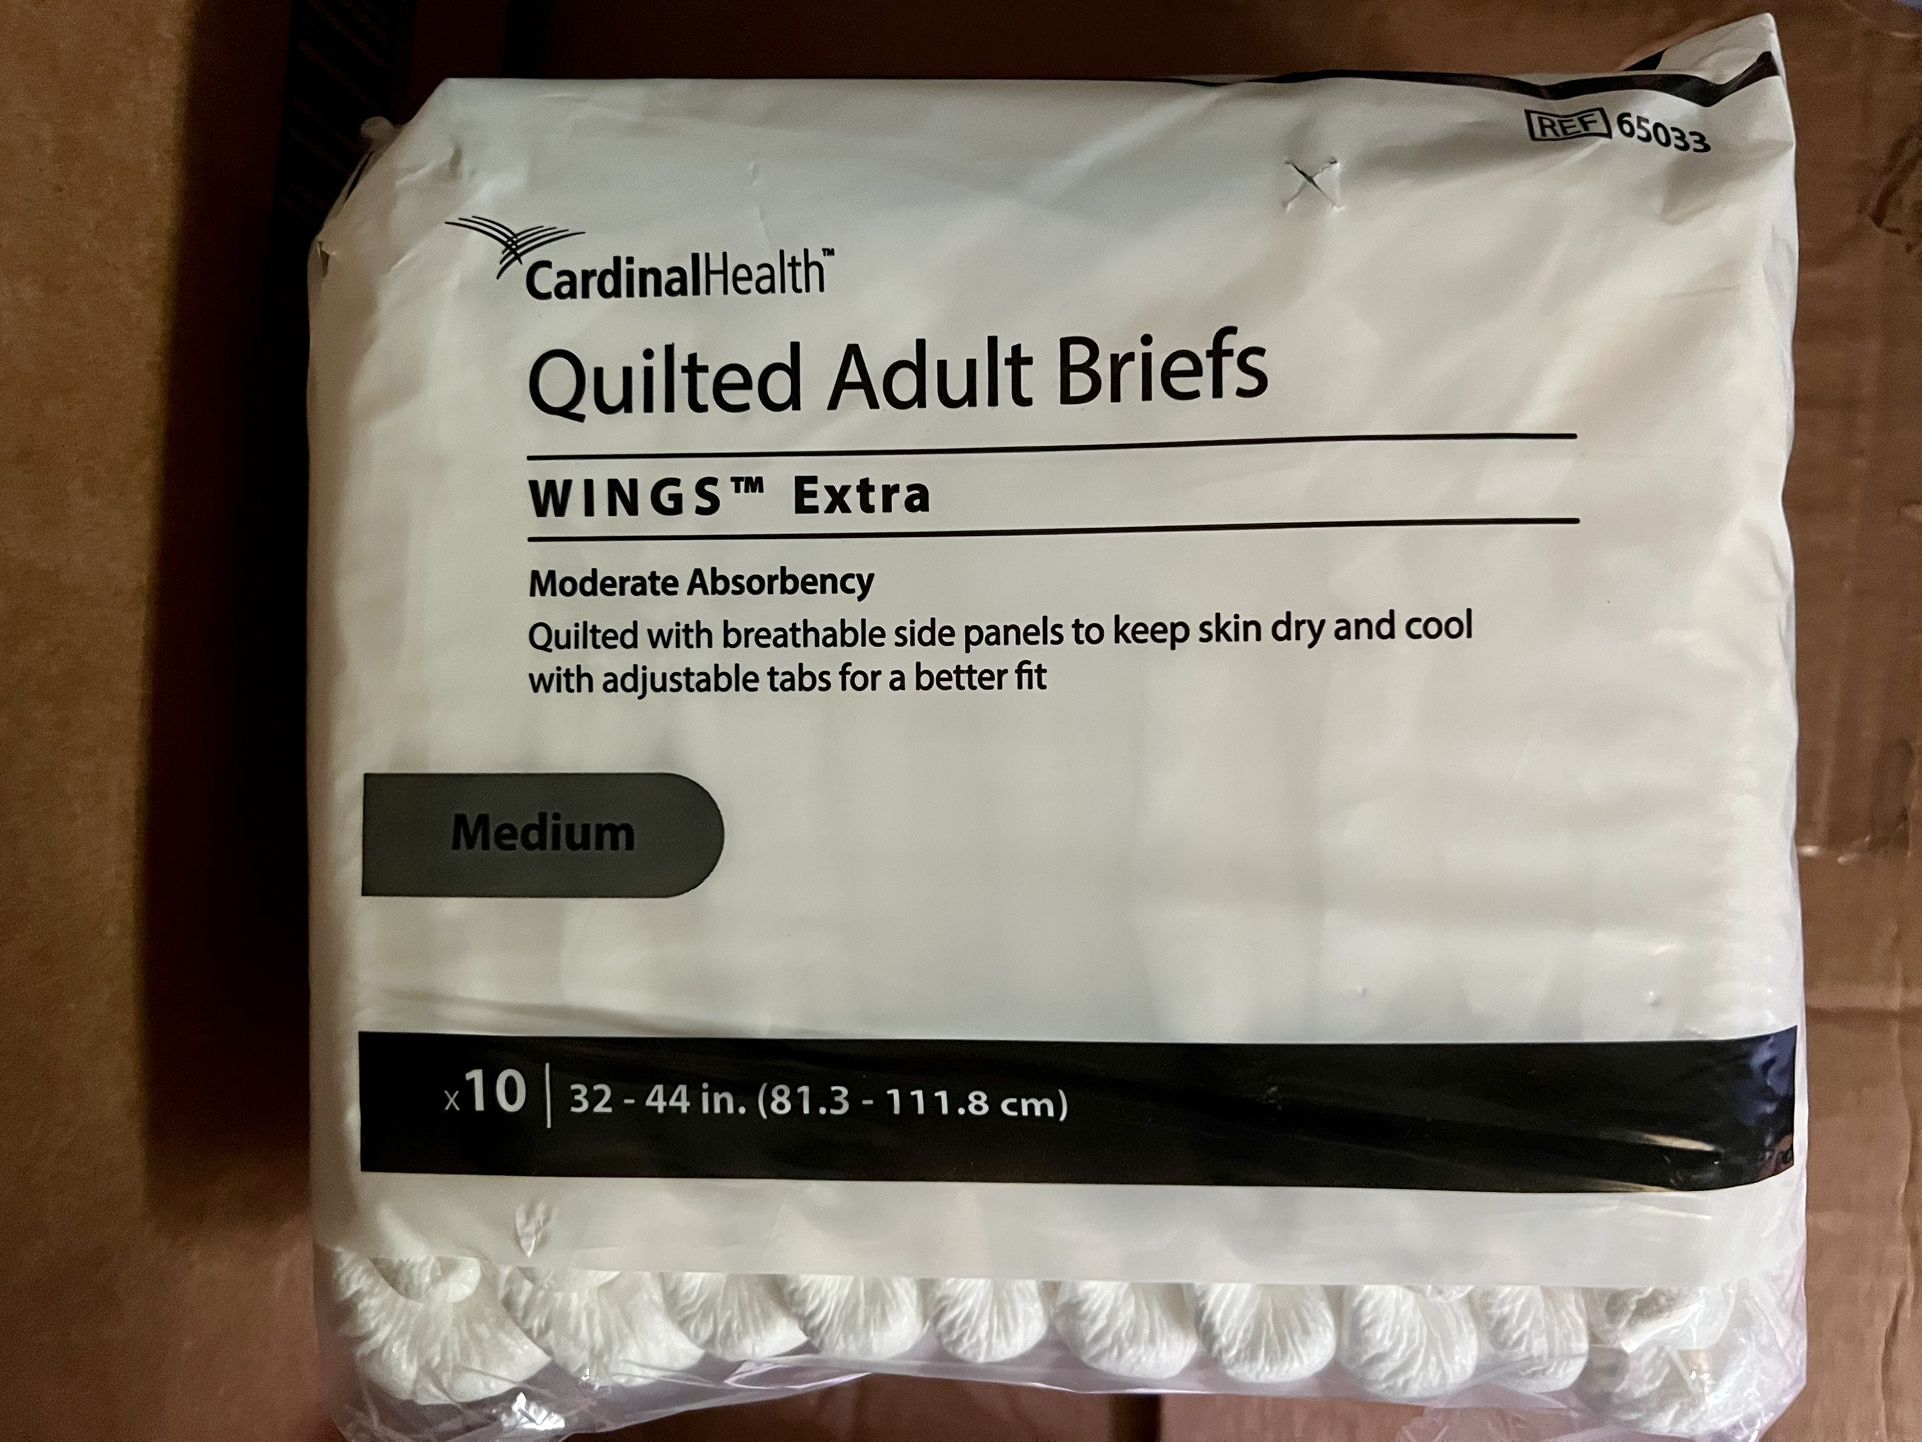 REF 65033
CardinalHealth™
Quilted Adult Briefs
WINGS™ Extra
Moderate Absorbency
Quilted with breathable side panels to keep skin dry and cool
with adjustable tabs for a better fit
Medium
x10 | 32 - 44 in. (81.3 - 111.8 cm)